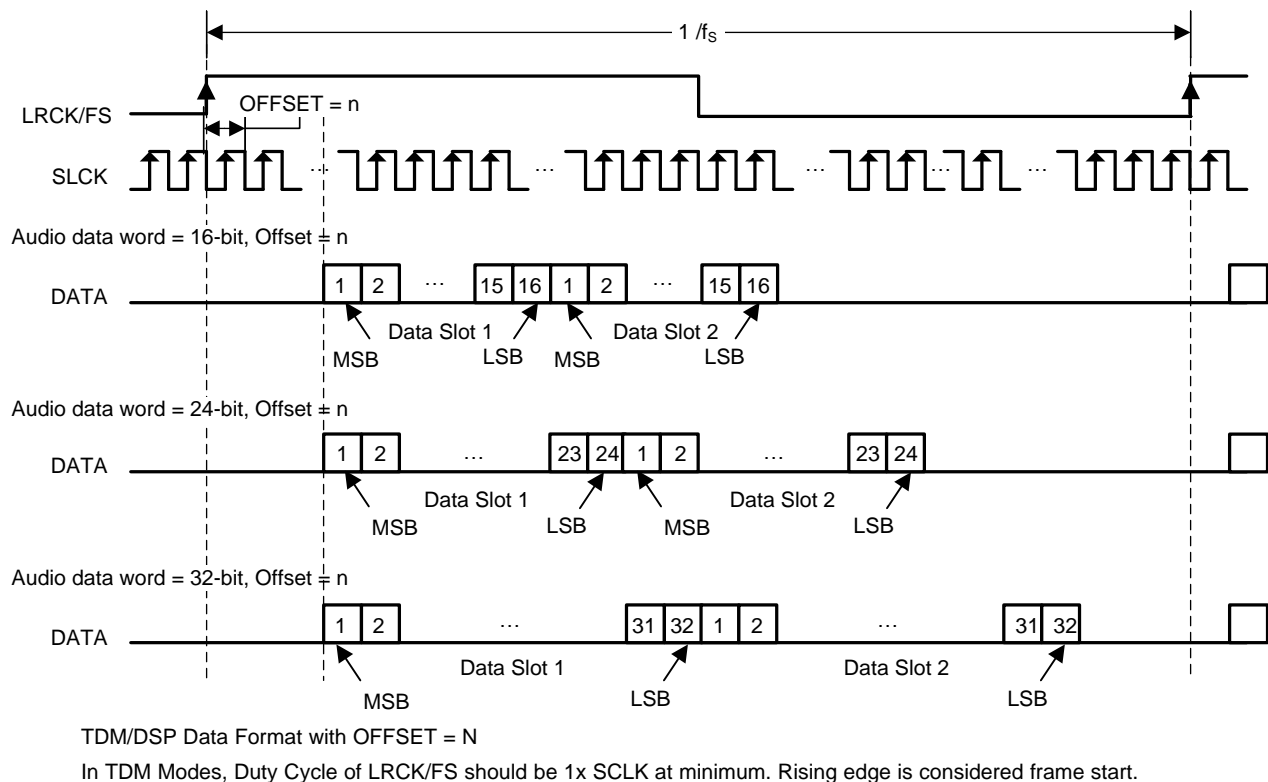 1 /fS
LRCK/FS
OFFSET = n
SLCK
... ... ... ... ... ...
Audio data word = 16-bit, Offset = n
DATA
1 2 ... 15 16 1 2 ... 15 16
Data Slot 1 Data Slot 2
MSB LSB MSB LSB
Audio data word = 24-bit, Offset = n
DATA
1 2 ... 23 24 1 2 ... 23 24
Data Slot 1 Data Slot 2
MSB LSB MSB LSB
Audio data word = 32-bit, Offset = n
DATA
1 2 ... 31 32 1 2 ... 31 32
Data Slot 1 Data Slot 2
MSB LSB LSB
TDM/DSP Data Format with OFFSET = N
In TDM Modes, Duty Cycle of LRCK/FS should be 1x SCLK at minimum. Rising edge is considered frame start.